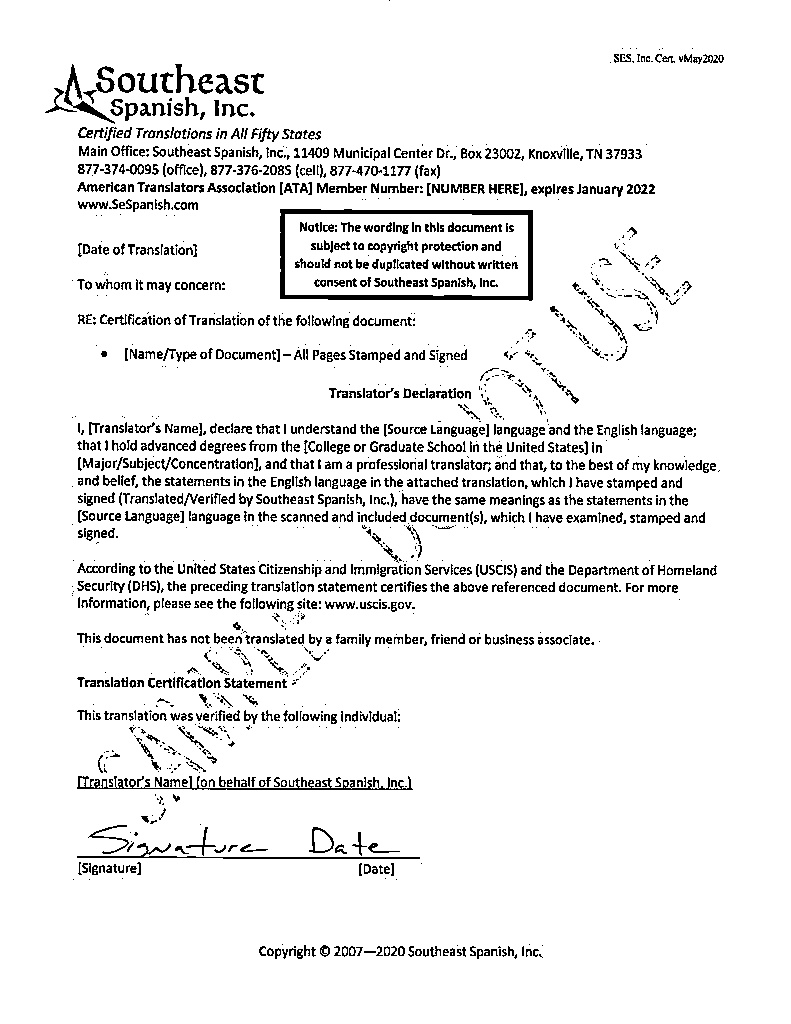 SES, Inc. Cert. vMay2020
Southeast
Spanish, Inc.
Certified Translations in All Fifty States
Main Office: Southeast Spanish, Inc., 11409 Municipal Center Dr., Box 23002, Knoxville, TN 37933
877-374-0095 (office), 877-376-2085 (cell), 877-470-1177 (fax)
American Translators Association [ATA] Member Number: [NUMBER HERE], expires January 2022
www.SeSpanish.com
Notice: The wording in this document is
subject to copyright protection and
should not be duplicated without written
consent of Southeast Spanish, Inc.
[Date of Translation]
To whom it may concern:
RE: Certification of Translation of the following document:
• [Name/Type of Document] – All Pages Stamped and Signed
Translator's Declaration
I, [Translator's Name], declare that I understand the [Source Language] language and the English language;
that I hold advanced degrees from the [College or Graduate School in the United States] in
[Major/Subject/Concentration], and that I am a professional translator; and that, to the best of my knowledge
and belief, the statements in the English language in the attached translation, which I have stamped and
signed (Translated/Verified by Southeast Spanish, Inc.), have the same meanings as the statements in the
[Source Language] language in the scanned and included document(s), which I have examined, stamped and
signed.
According to the United States Citizenship and Immigration Services (USCIS) and the Department of Homeland
Security (DHS), the preceding translation statement certifies the above referenced document. For more
information, please see the following site: www.uscis.gov.
This document has not been translated by a family member, friend or business associate.
Translation Certification Statement
This translation was verified by the following individual:
[Translator's Name] (on behalf of Southeast Spanish, Inc.)
Signature Date
[Signature] [Date]
Copyright © 2007—2020 Southeast Spanish, Inc.
SAMPLE DO NOT USE